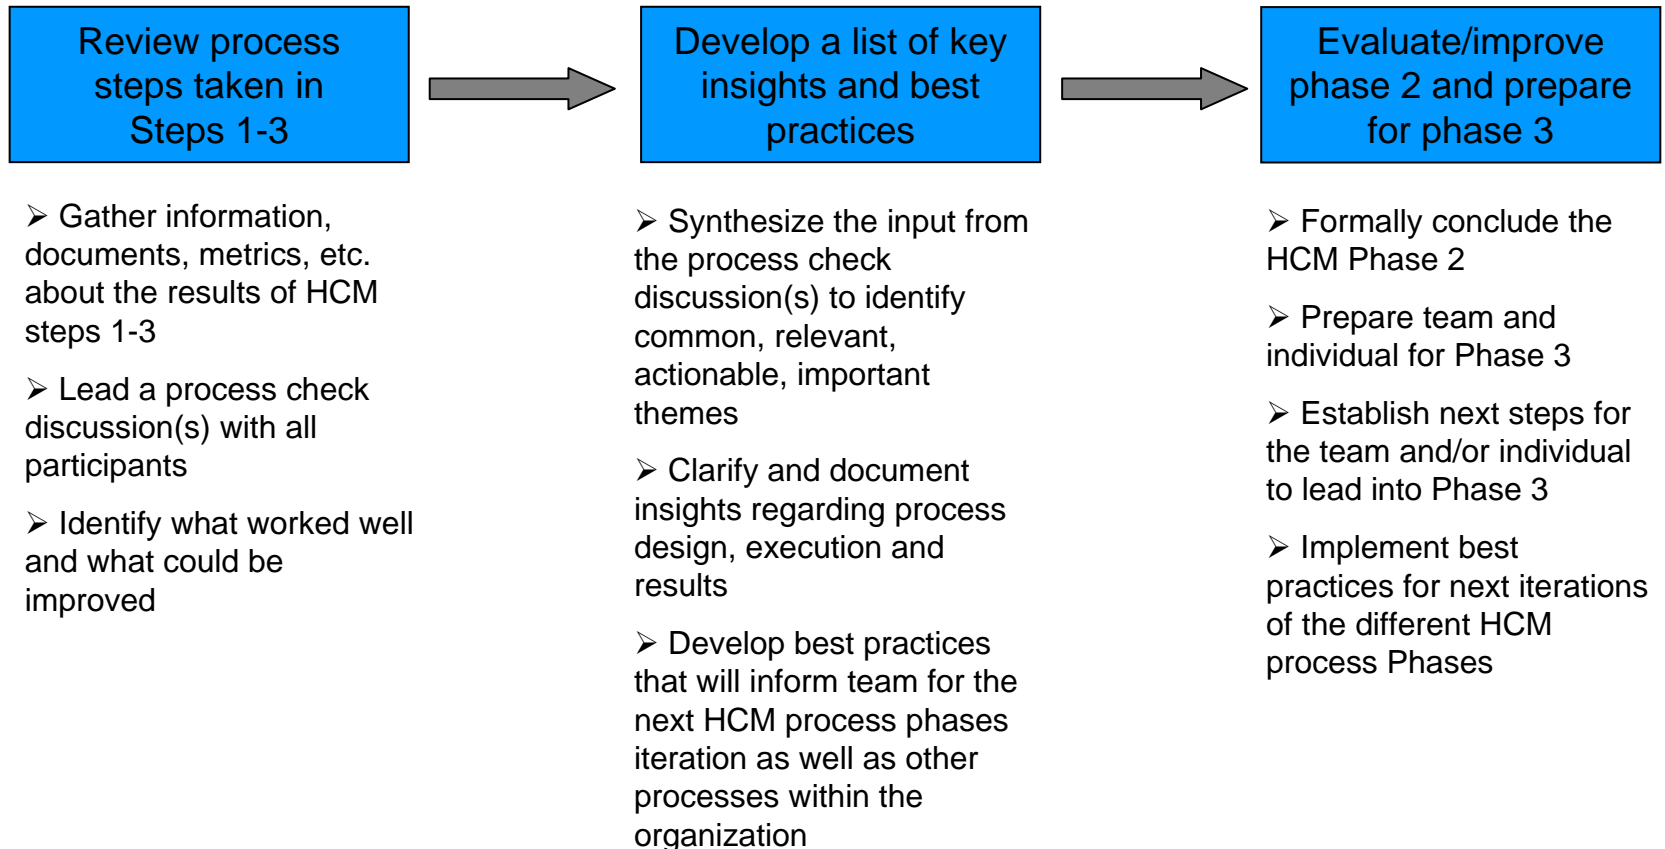 Review process
steps taken in
Steps 1-3
Develop a list of key
insights and best
practices
Evaluate/improve
phase 2 and prepare
for phase 3
➢ Gather information,
documents, metrics, etc.
about the results of HCM
steps 1-3
➢ Lead a process check
discussion(s) with all
participants
➢ Identify what worked well
and what could be
improved
➢ Synthesize the input from
the process check
discussion(s) to identify
common, relevant,
actionable, important
themes
➢ Clarify and document
insights regarding process
design, execution and
results
➢ Develop best practices
that will inform team for the
next HCM process phases
iteration as well as other
processes within the
organization
➢ Formally conclude the
HCM Phase 2
➢ Prepare team and
individual for Phase 3
➢ Establish next steps for
the team and/or individual
to lead into Phase 3
➢ Implement best
practices for next iterations
of the different HCM
process Phases